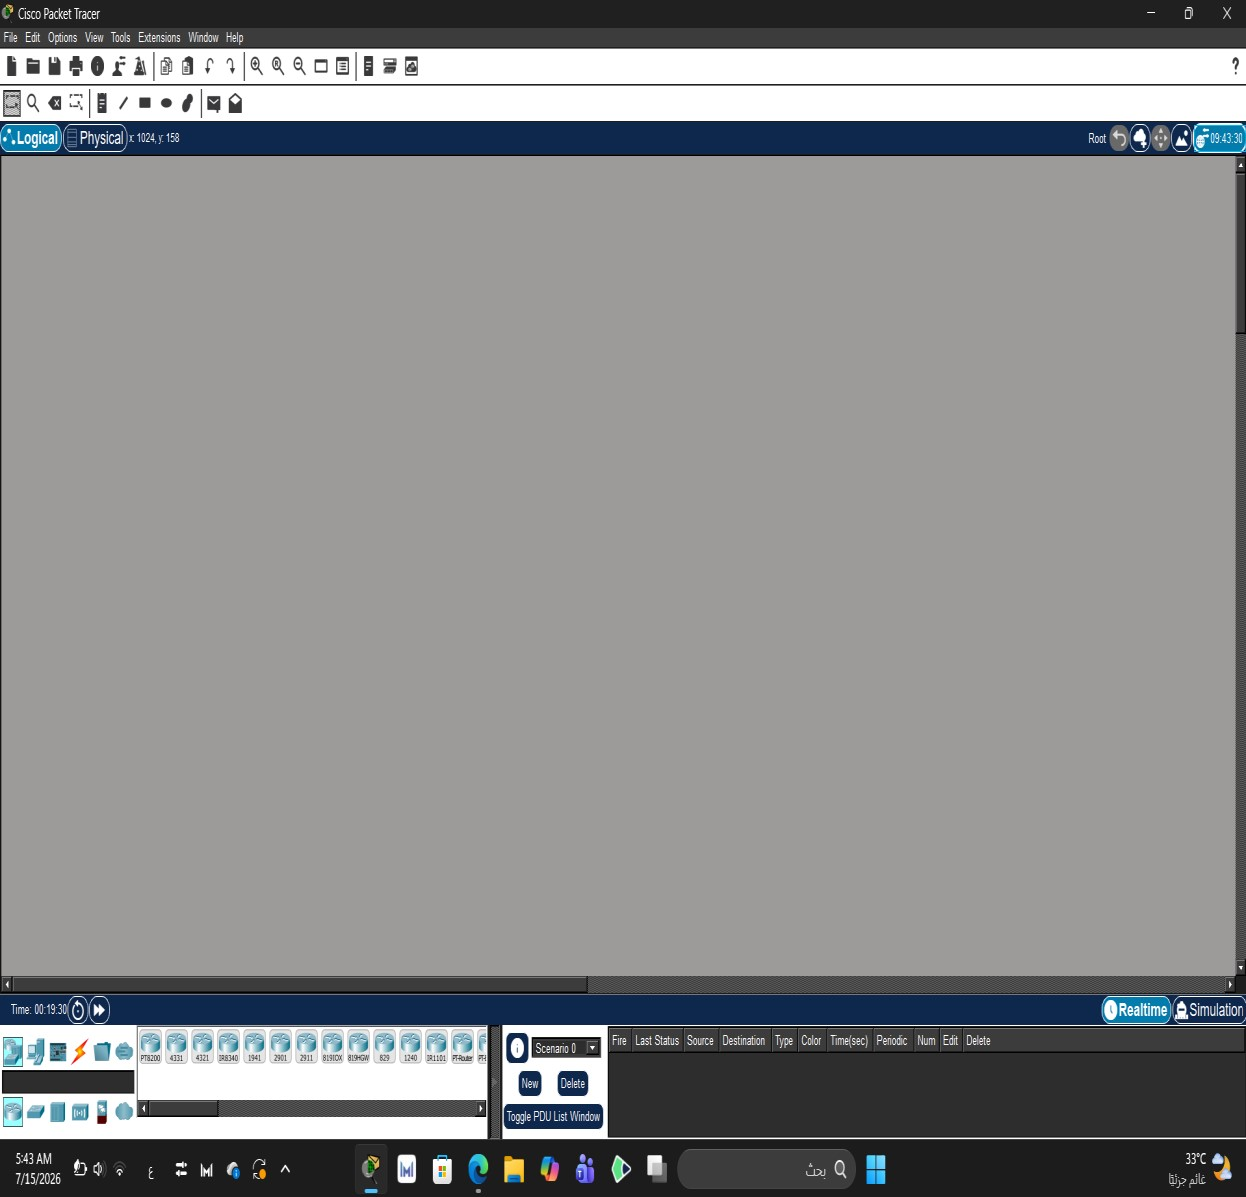 Cisco Packet Tracer
File Edit Options View Tools Extensions Window Help
?
Logical Physical x: 1024, y: 158 Root 09:43:30
Time: 00:19:30 Realtime Simulation
PT8200 4331 4321 IR8340 1941 2901 2911 819IOX 819HGW 829 1240 IR1101 PT-Router PT-E
Scenario 0
New Delete
Toggle PDU List Window
Fire Last Status Source Destination Type Color Time(sec) Periodic Num Edit Delete
5:43 AM
7/15/2026
ع
بحث
33°C
غائم جزئيًا